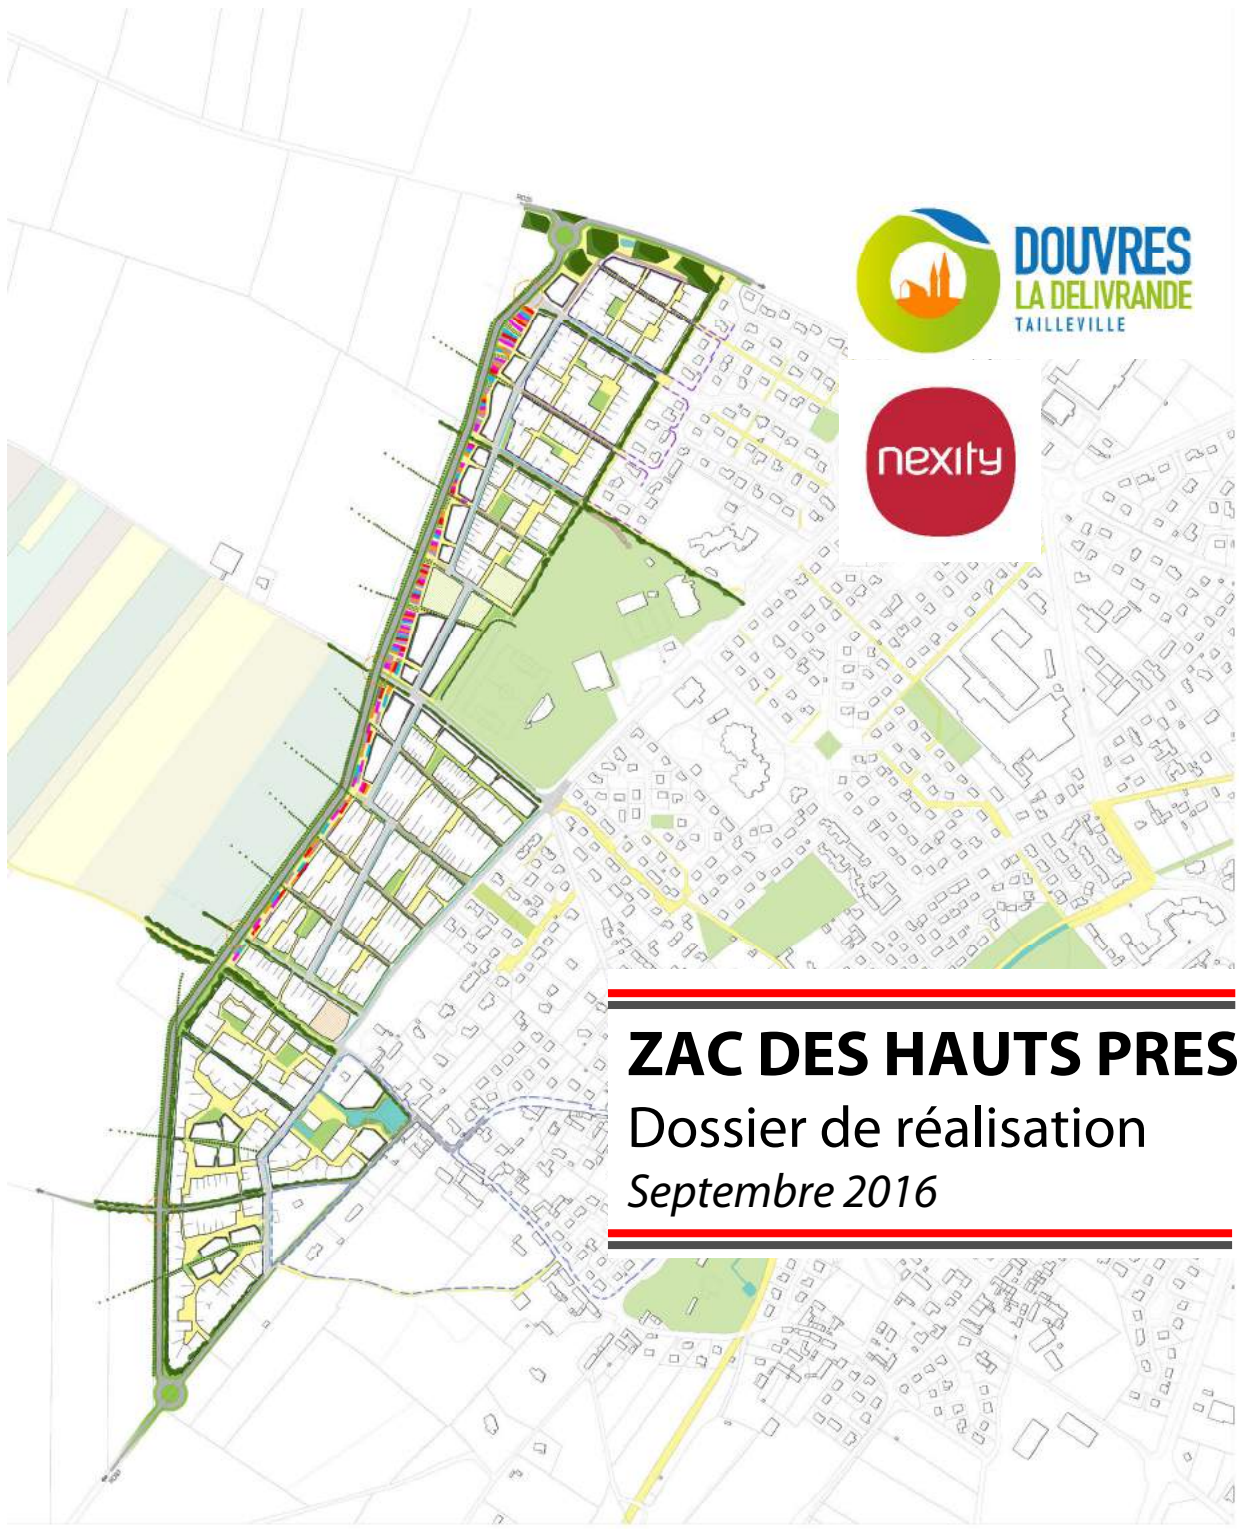 DOUVRES
LA DELIVRANDE
TAILLEVILLE
nexity
ZAC DES HAUTS PRES
Dossier de réalisation
Septembre 2016